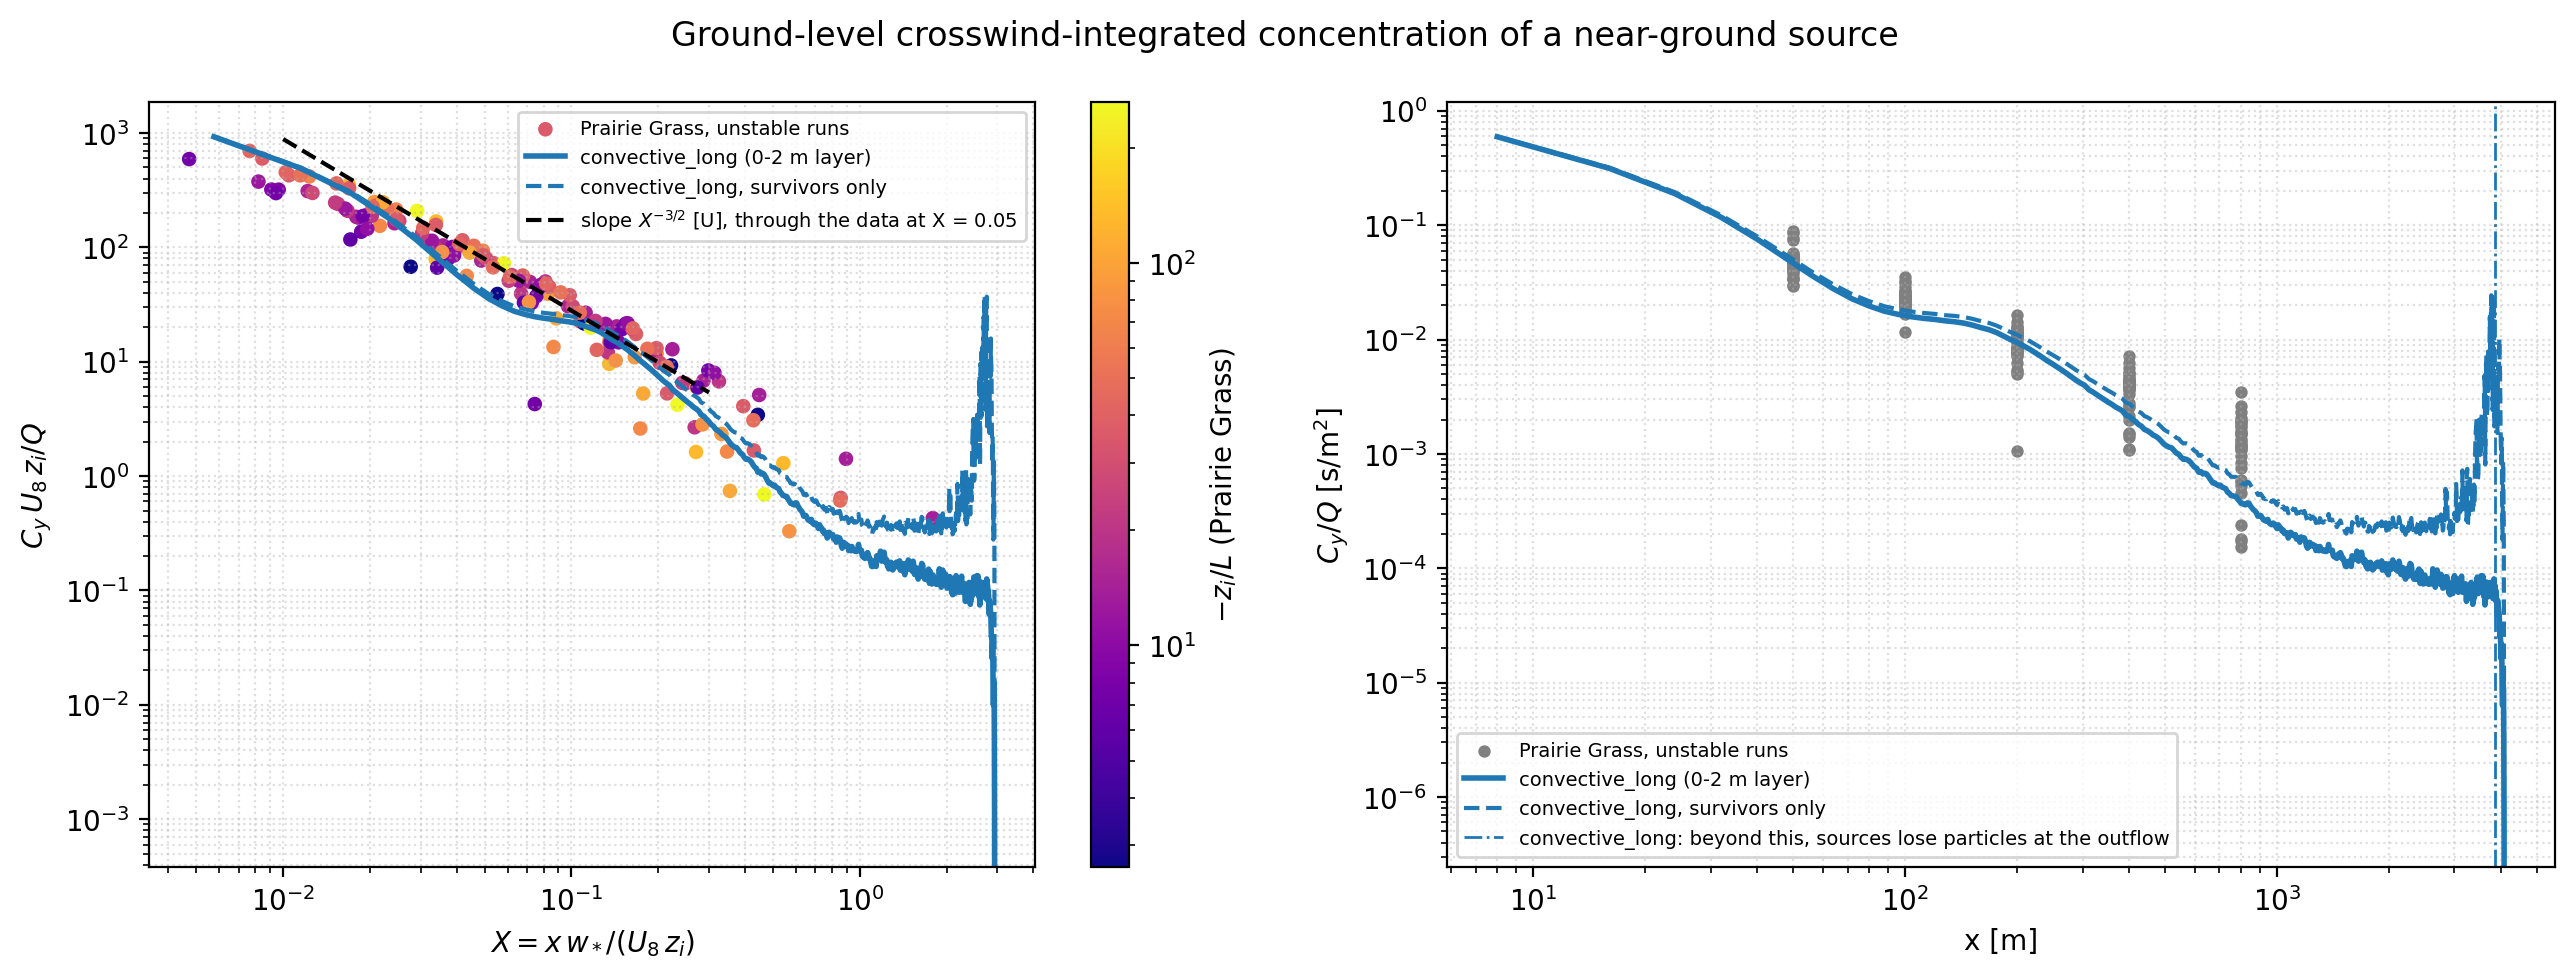 Ground-level crosswind-integrated concentration of a near-ground source
Prairie Grass, unstable runs
convective_long (0-2 m layer)
convective_long, survivors only
slope X^{-3/2} [U], through the data at X = 0.05
10^3
10^2
10^1
10^0
10^{-1}
10^{-2}
10^{-3}
C_y U_8 z_i/Q
10^{-2}
10^{-1}
10^0
X = x w_*/(U_8 z_i)
10^2
10^1
−z_i/L (Prairie Grass)
10^0
10^{-1}
10^{-2}
10^{-3}
10^{-4}
10^{-5}
10^{-6}
C_y/Q [s/m^2]
Prairie Grass, unstable runs
convective_long (0-2 m layer)
convective_long, survivors only
convective_long: beyond this, sources lose particles at the outflow
10^1
10^2
10^3
x [m]